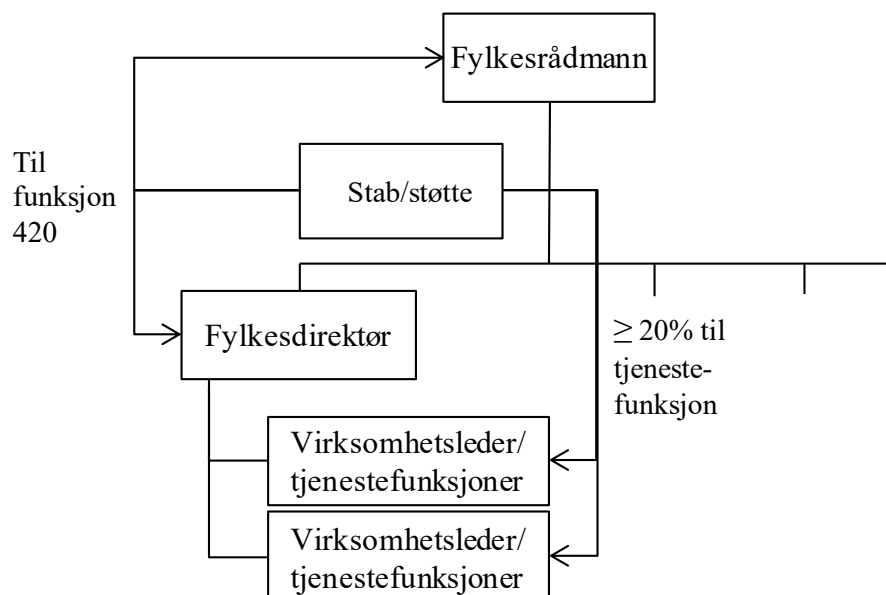 Fylkesrådmann
Til
funksjon
420
Stab/støtte
Fylkesdirektør
≥ 20% til
tjeneste-
funksjon
Virksomhetsleder/
tjenestefunksjoner
Virksomhetsleder/
tjenestefunksjoner